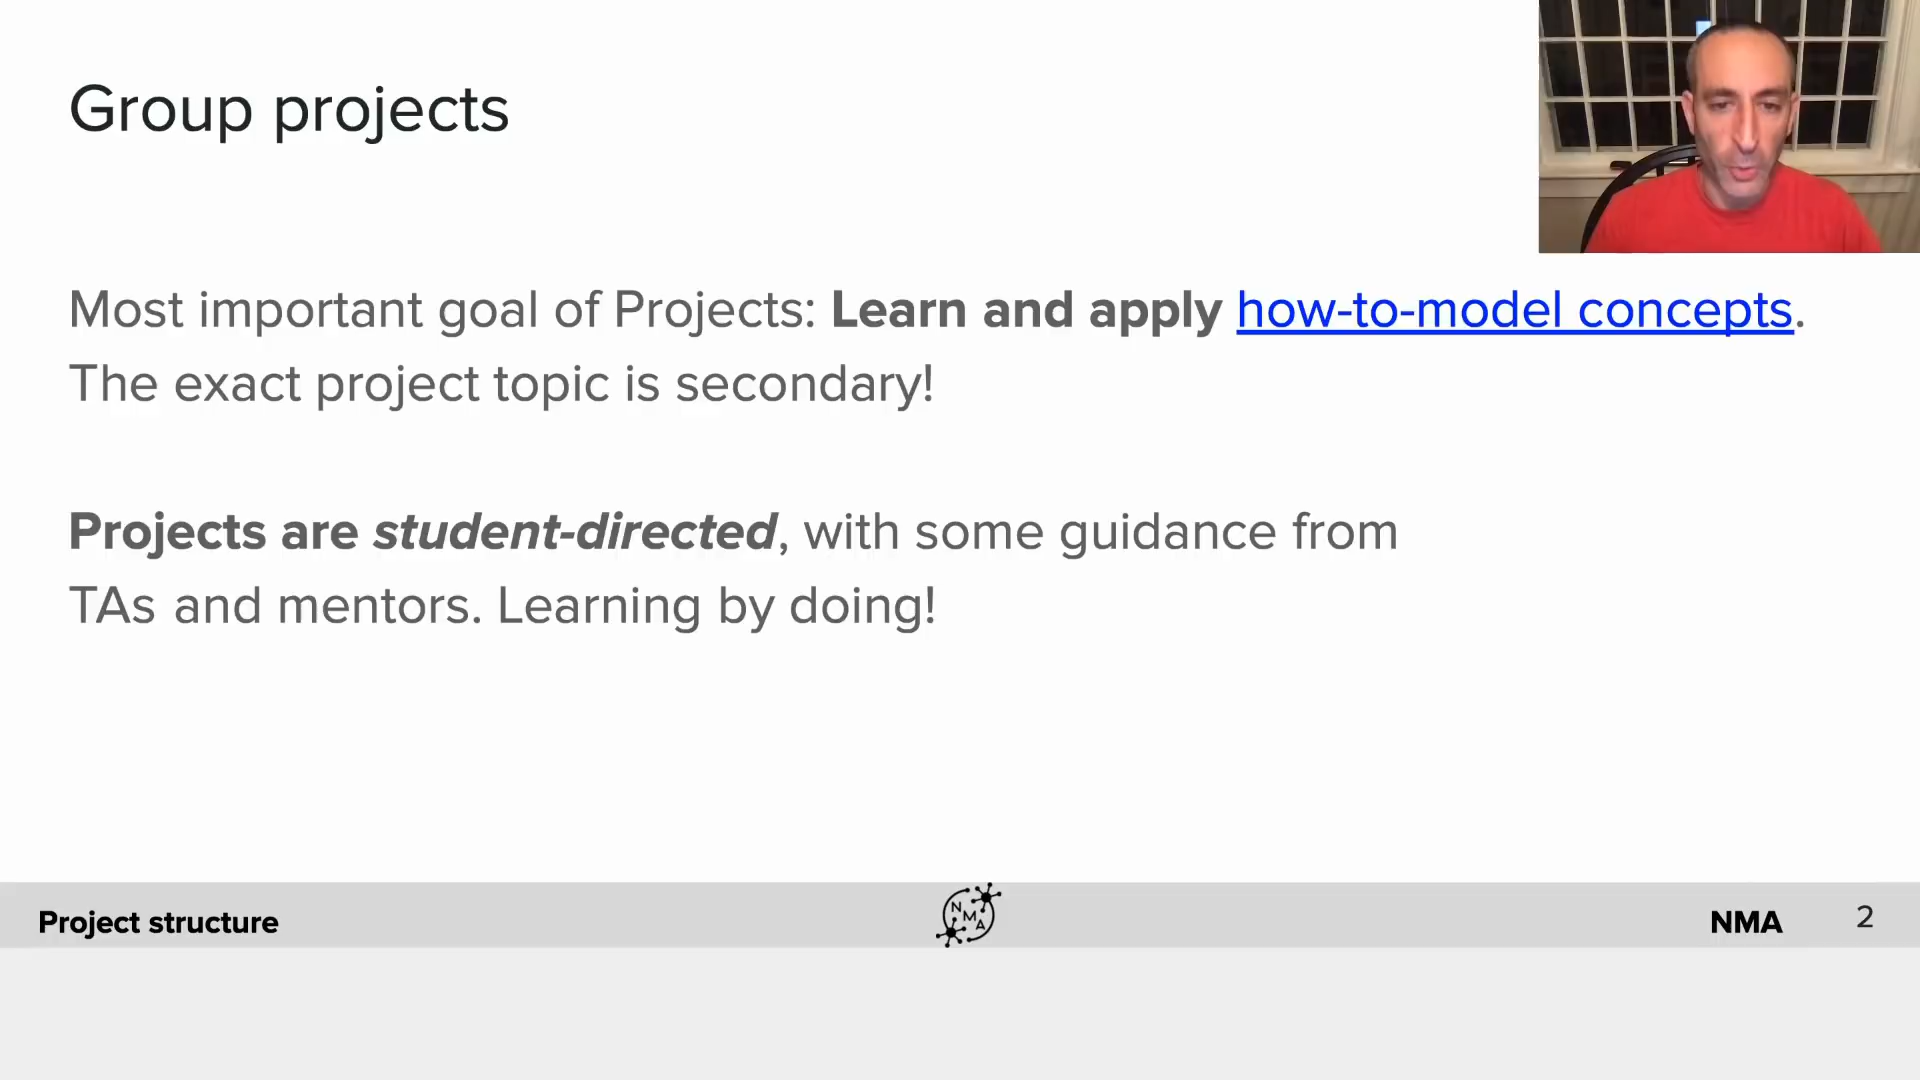 Group projects
Most important goal of Projects: Learn and apply how-to-model concepts.
The exact project topic is secondary!
Projects are student-directed, with some guidance from
TAs and mentors. Learning by doing!
Project structure
N
M
A
NMA
2